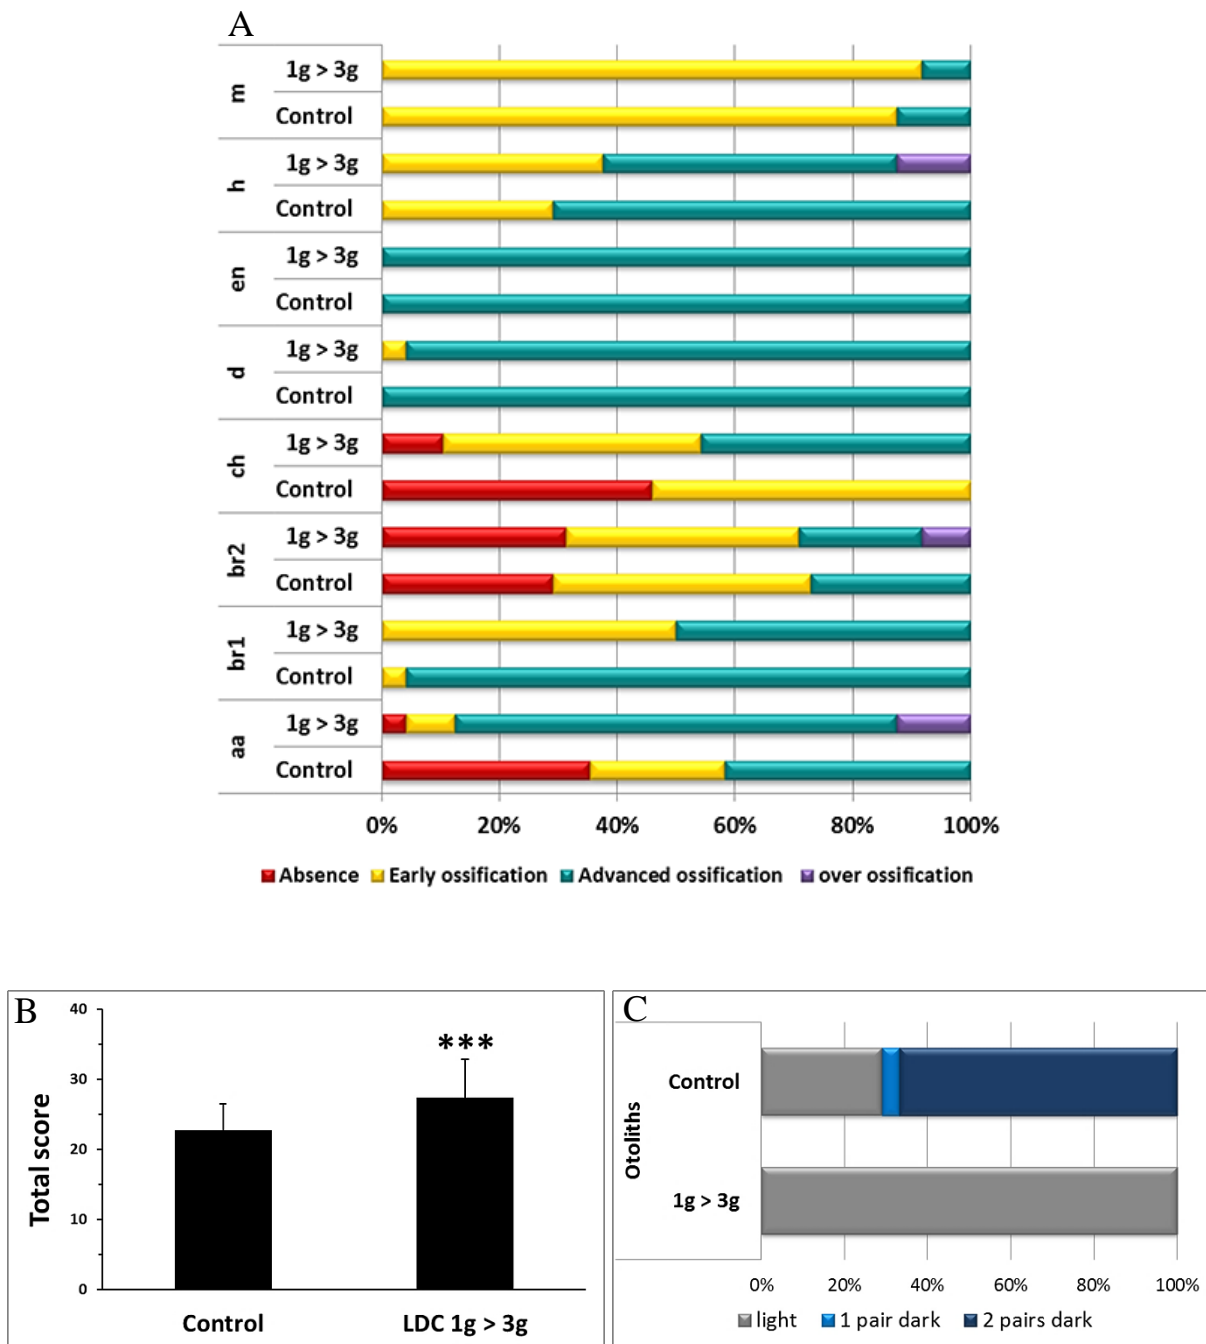 A
m
1g > 3g
Control
h
1g > 3g
Control
en
1g > 3g
Control
d
1g > 3g
Control
ch
1g > 3g
Control
br2
1g > 3g
Control
br1
1g > 3g
Control
aa
1g > 3g
Control
0% 20% 40% 60% 80% 100%
Absence Early ossification Advanced ossification over ossification
B
Total score
40
30
20
10
0
***
Control LDC 1g > 3g
C
Otoliths
Control
1g > 3g
0% 20% 40% 60% 80% 100%
light 1 pair dark 2 pairs dark